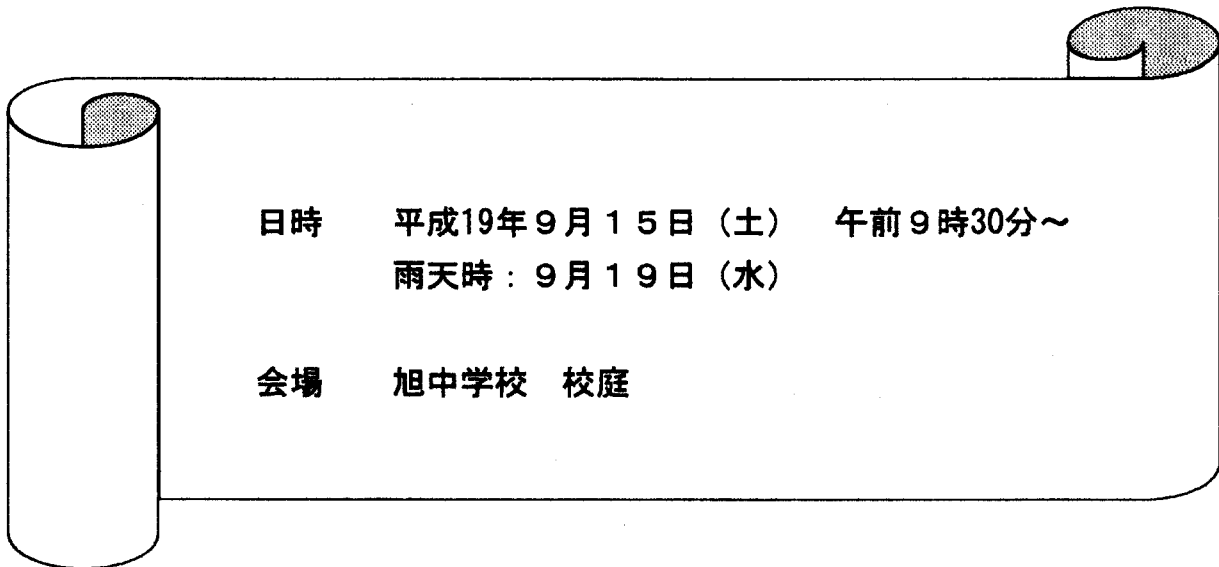 日時　　平成19年９月１５日（土）　午前９時30分～
雨天時：９月１９日（水）
会場　　旭中学校　校庭